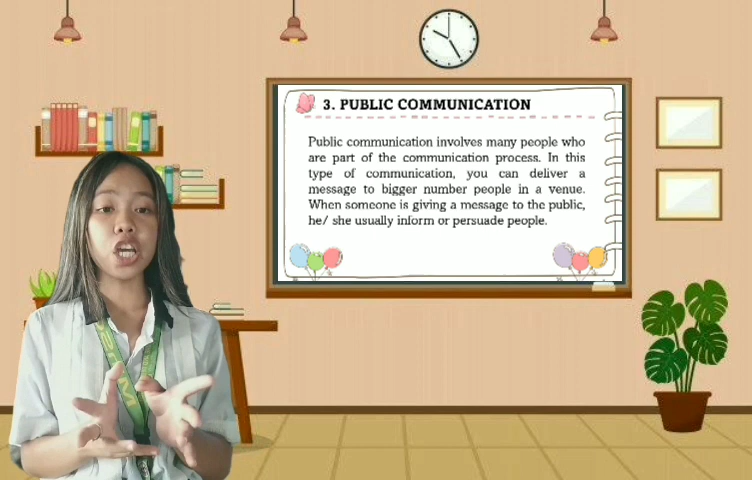 3. PUBLIC COMMUNICATION
Public communication involves many people who
are part of the communication process. In this
type of communication, you can deliver a
message to bigger number people in a venue.
When someone is giving a message to the public,
he/ she usually inform or persuade people.